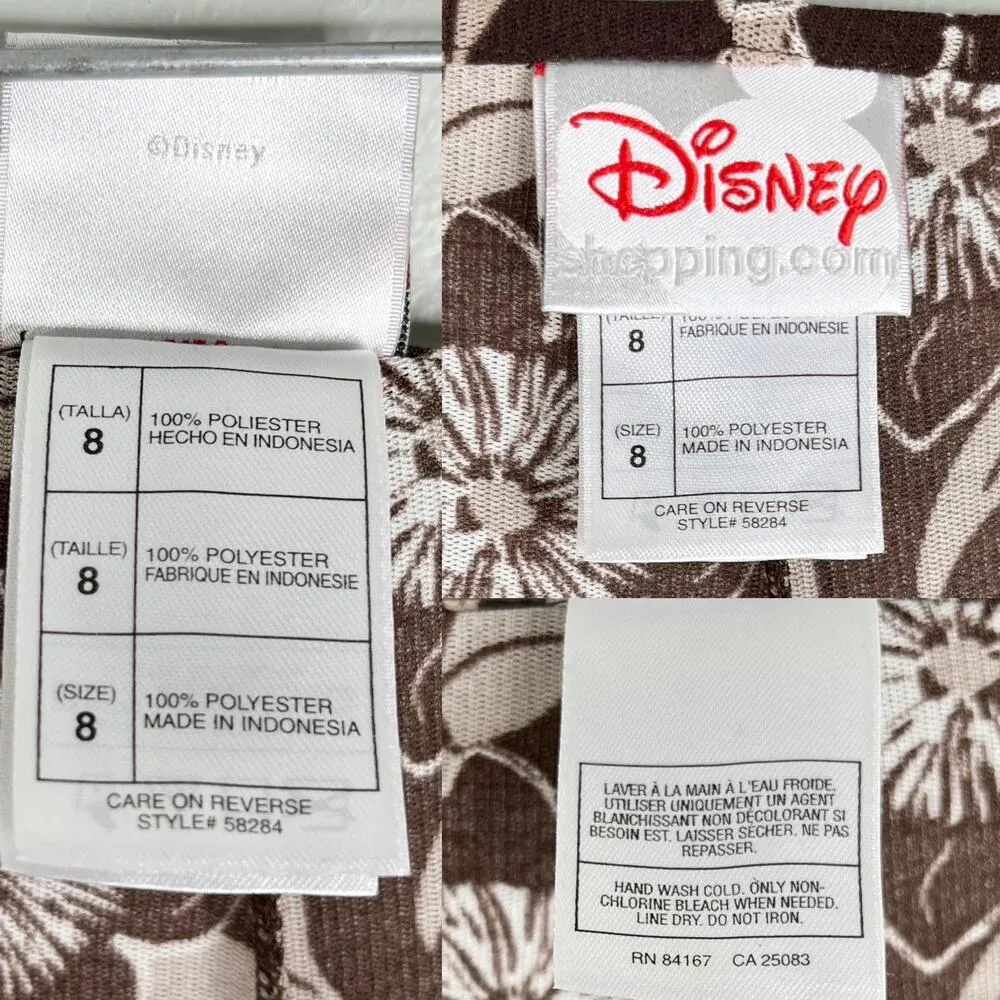 ©Disney
(TALLA)
8
100% POLIESTER
HECHO EN INDONESIA
(TAILLE)
8
100% POLYESTER
FABRIQUE EN INDONESIE
(SIZE)
8
100% POLYESTER
MADE IN INDONESIA
CARE ON REVERSE
STYLE# 58284
Disney
shopping.com
(TAILLE)
8
FABRIQUE EN INDONESIE
(SIZE)
8
100% POLYESTER
MADE IN INDONESIA
CARE ON REVERSE
STYLE# 58284
LAVER À LA MAIN À L'EAU FROIDE.
UTILISER UNIQUEMENT UN AGENT
BLANCHISSANT NON DÉCOLORANT SI
BESOIN EST. LAISSER SÉCHER. NE PAS
REPASSER.
HAND WASH COLD. ONLY NON-
CHLORINE BLEACH WHEN NEEDED.
LINE DRY. DO NOT IRON.
RN 84167 CA 25083